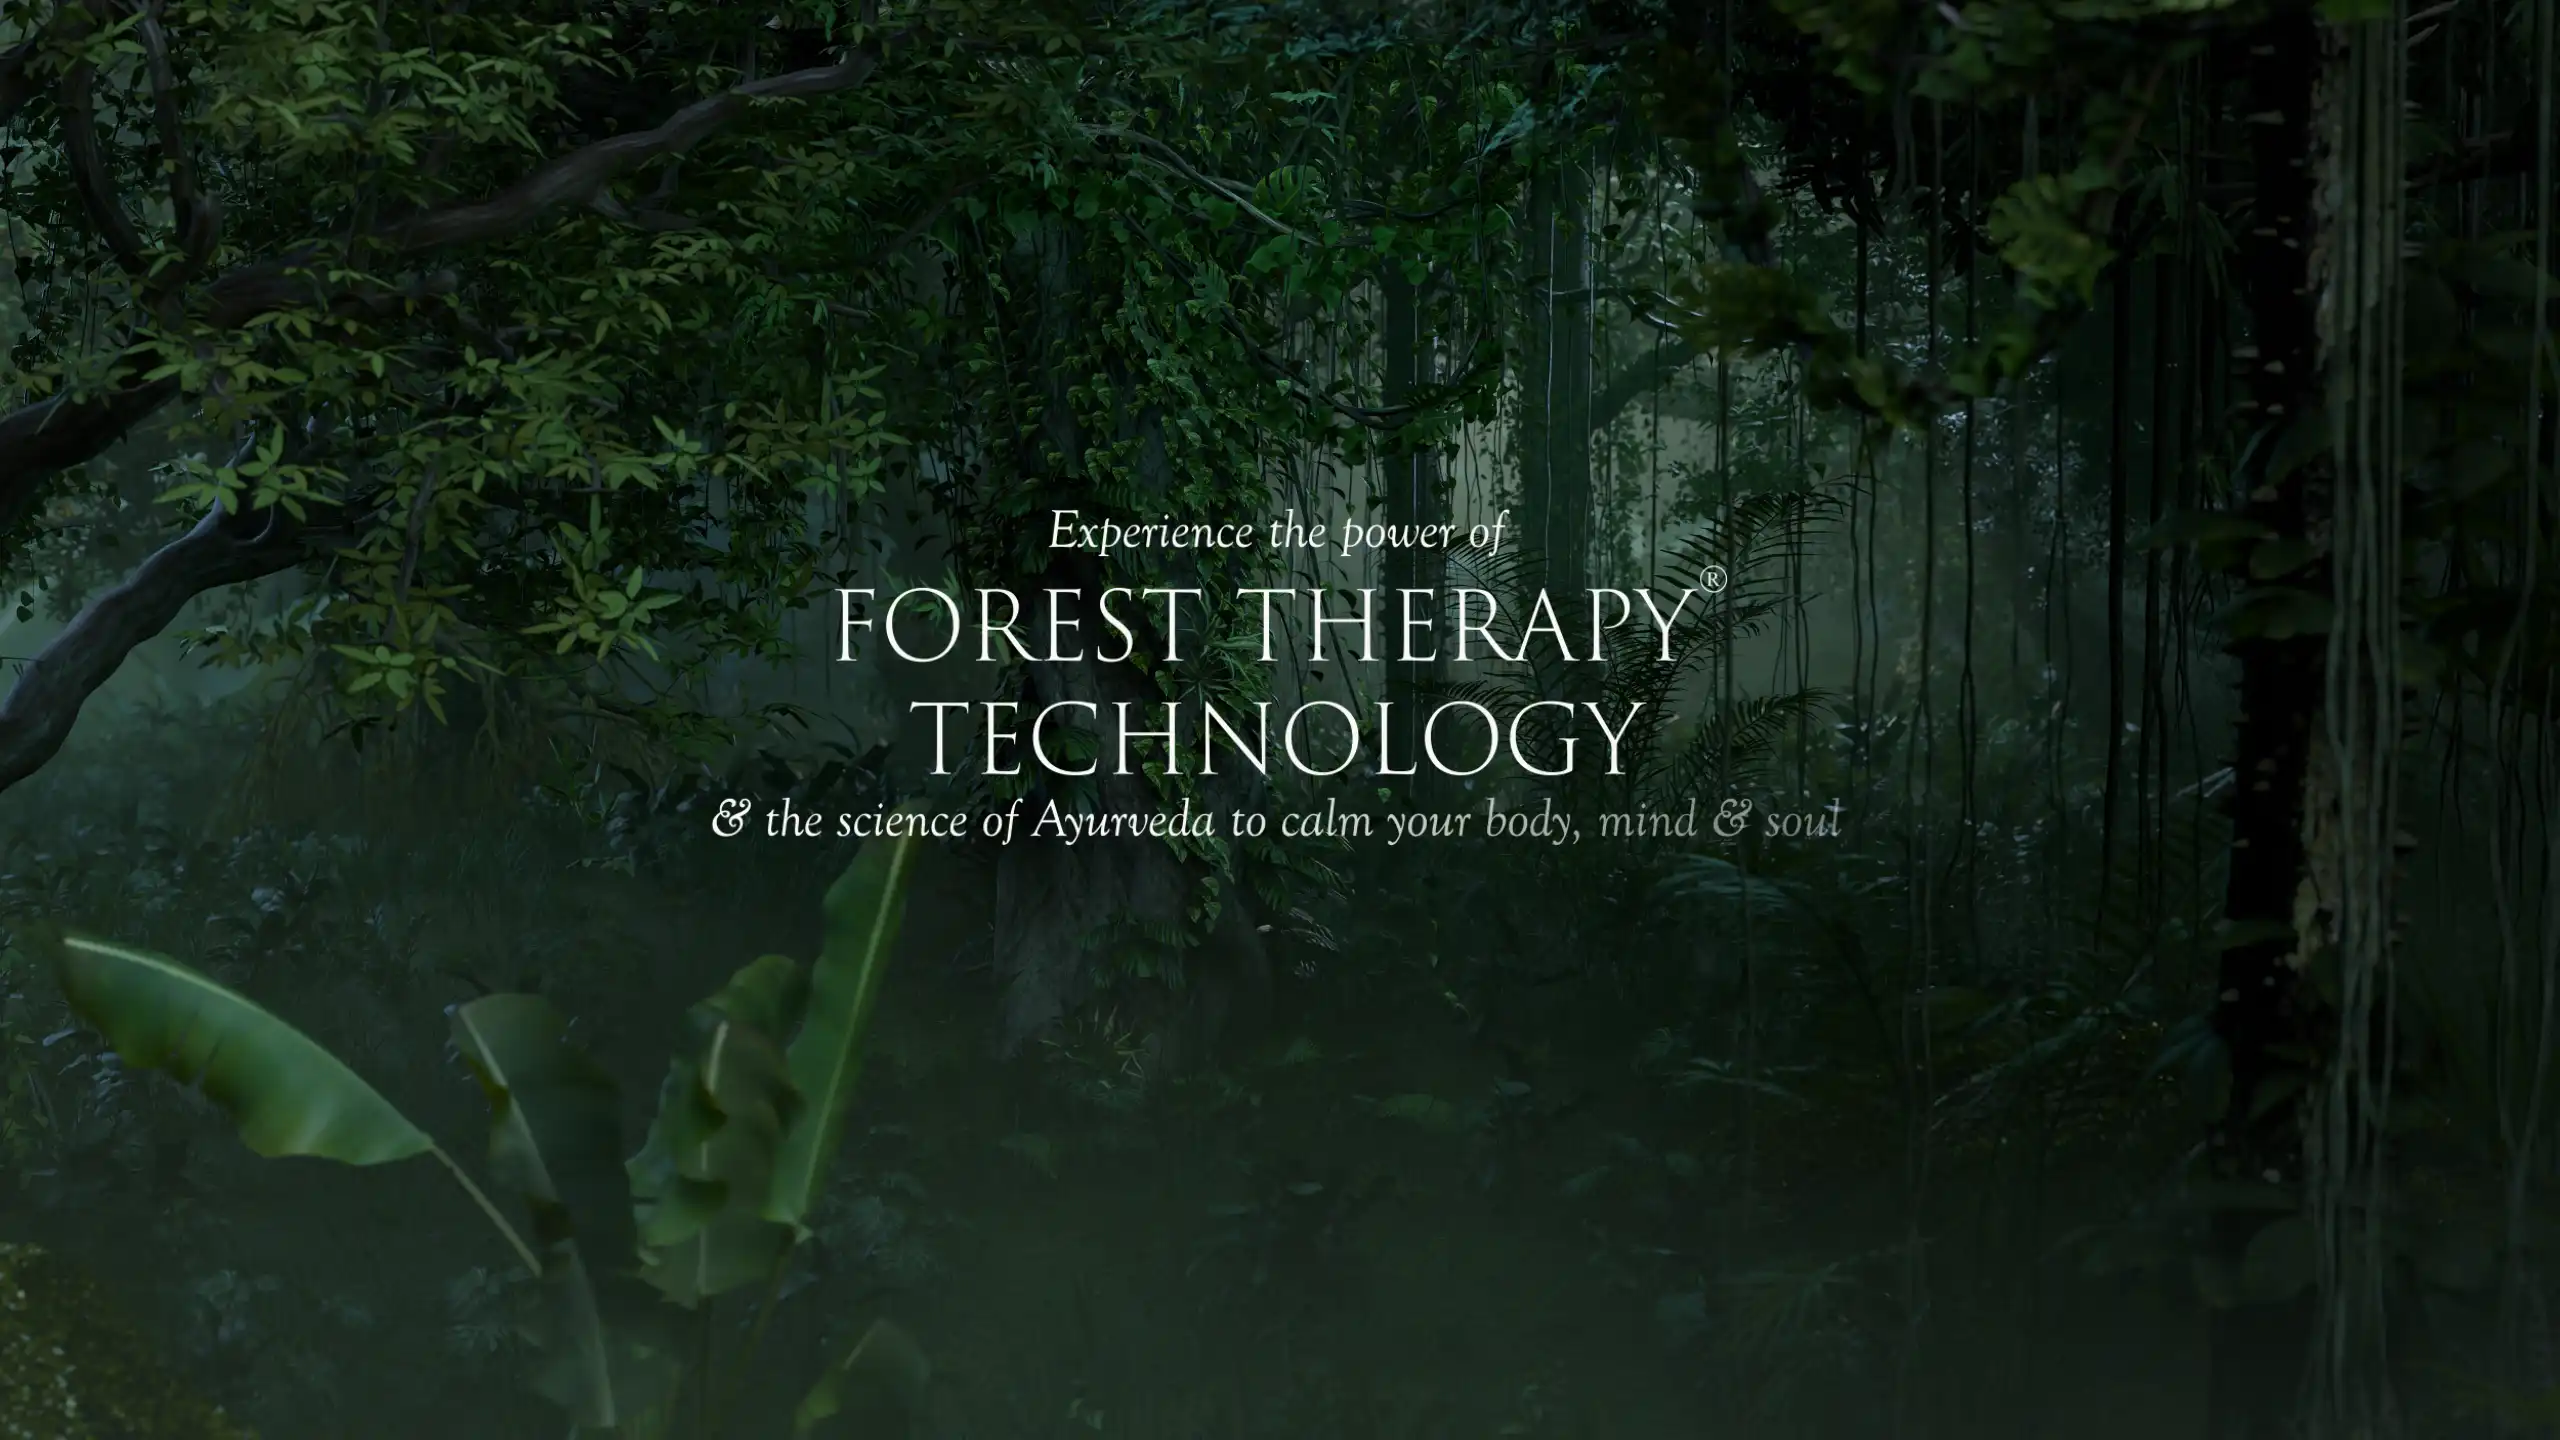 Experience the power of
FOREST THERAPY®
TECHNOLOGY
& the science of Ayurveda to calm your body, mind & soul